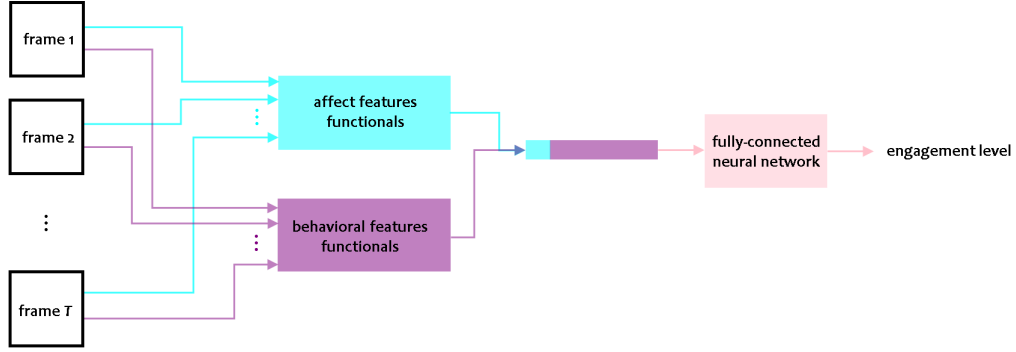 frame 1
frame 2
⋮
frame T
affect features
functionals
⋮
behavioral features
functionals
⋮
fully-connected
neural network
engagement level